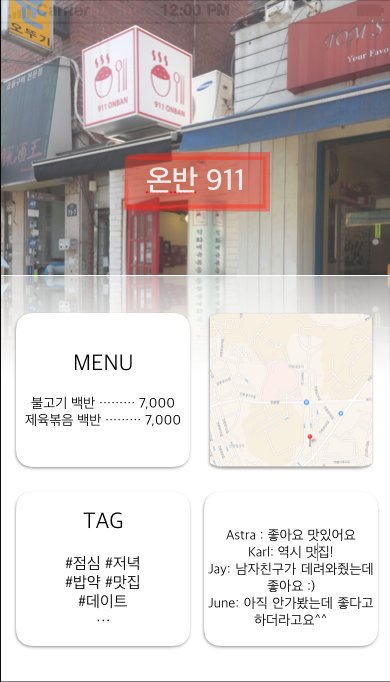 Carrier 12:00 PM
오뚜기
911 ONBAN
911 ONBAN
SAMSUNG
TOM'S
Your Favo
온반 911
MENU
불고기 백반 ········· 7,000
제육볶음 백반 ········· 7,000
TAG
#점심 #저녁
#밥약 #맛집
#데이트
...
Astra : 좋아요 맛있어요
Karl: 역시 맛집!
Jay: 남자친구가 데려와줬는데
좋아요 :)
June: 아직 안가봤는데 좋다고
하더라고요^^